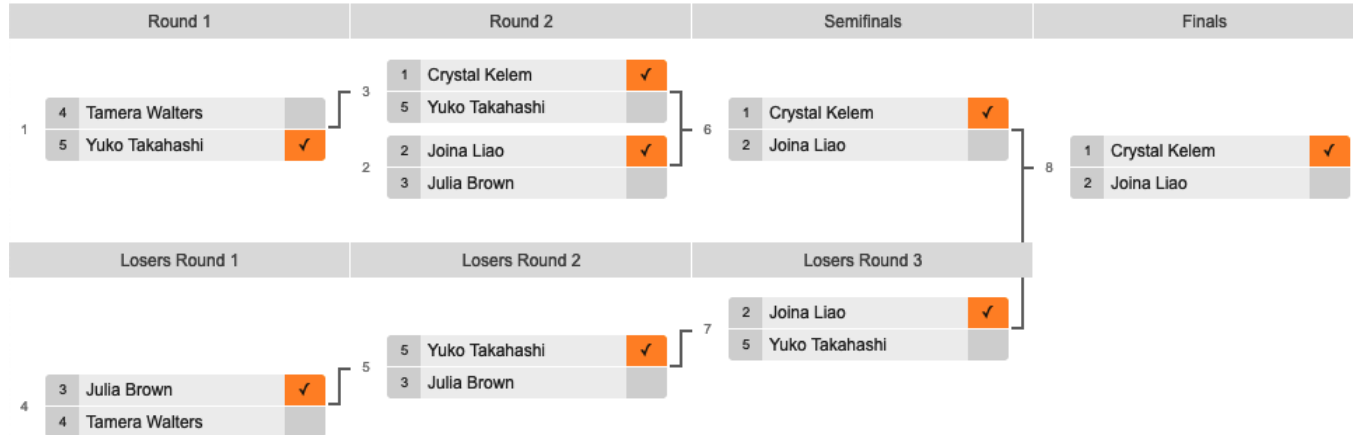 Round 1 Round 2 Semifinals Finals
1 Crystal Kelem ✓
3
5 Yuko Takahashi
4 Tamera Walters
1
5 Yuko Takahashi ✓
2 Joina Liao ✓
2
3 Julia Brown
1 Crystal Kelem ✓
6
2 Joina Liao
1 Crystal Kelem ✓
8
2 Joina Liao
Losers Round 1 Losers Round 2 Losers Round 3
3 Julia Brown ✓
4
4 Tamera Walters
5 Yuko Takahashi ✓
5
3 Julia Brown
2 Joina Liao ✓
7
5 Yuko Takahashi